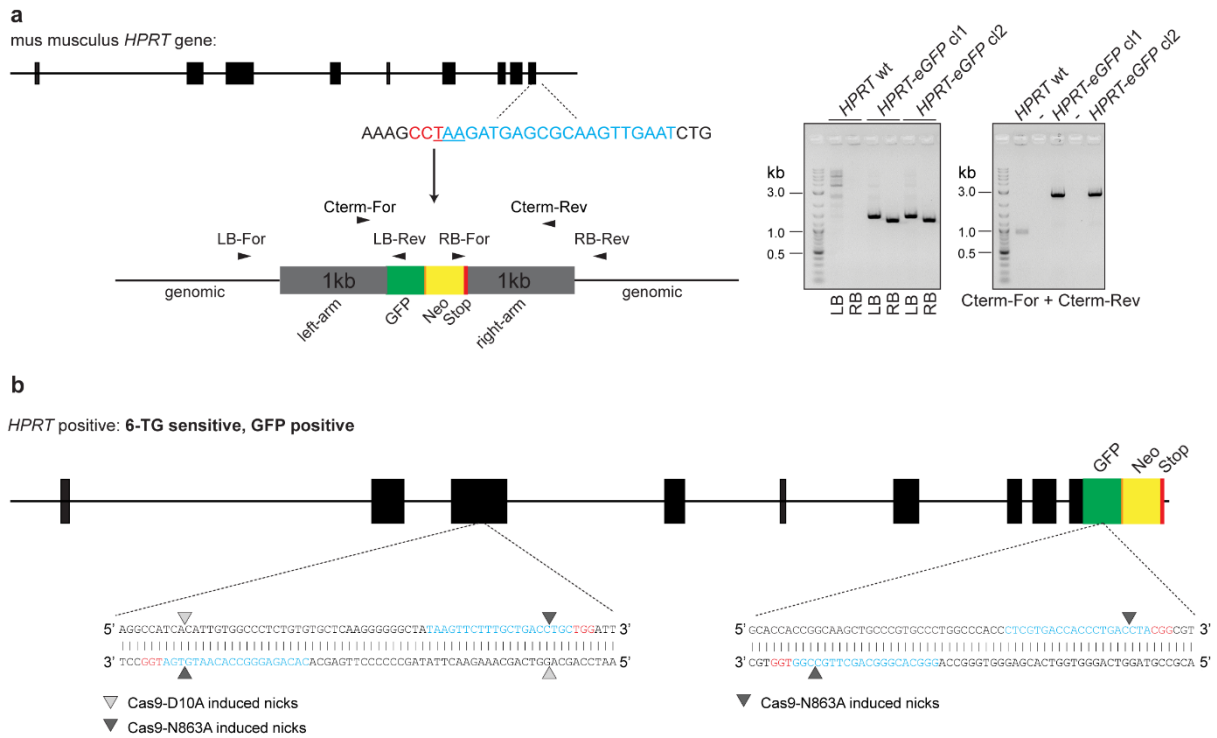 a
mus musculus HPRT gene:
AAAGCCTAAGATGAGCGCAAGTTGAATCTG
Cterm-For
Cterm-Rev
LB-For
LB-Rev
RB-For
RB-Rev
1kb
1kb
genomic
genomic
left-arm
GFP
Neo
Stop
right-arm
HPRT wt
HPRT-eGFP cl1
HPRT-eGFP cl2
kb
3.0
1.0
0.5
LB
RB
LB
RB
LB
RB
HPRT wt
-
HPRT-eGFP cl1
-
HPRT-eGFP cl2
kb
3.0
1.0
0.5
Cterm-For + Cterm-Rev
b
HPRT positive: 6-TG sensitive, GFP positive
GFP
Neo
Stop
5' AGGCCATCACATTGTGGCCCTCTGTGTGCTCAAGGGGGGCTATAAGTTCTTTGCTGACCTGCTGGATT 3'
3' TCCGGTAGTGTAACACCGGGAGACACACGAGTTCCCCCCGATATTCAAGAAACGACTGGACGACCTAA 5'
Cas9-D10A induced nicks
Cas9-N863A induced nicks
5' GCACCACCGGCAAGCTGCCCGTGCCCTGGCCCACCCTCGTGACCACCCTGACCTACGGCGT 3'
3' CGTGGTGGCCGTTCGACGGGCACGGGACCGGGTGGGAGCACTGGTGGGACTGGATGCCGCA 5'
Cas9-N863A induced nicks